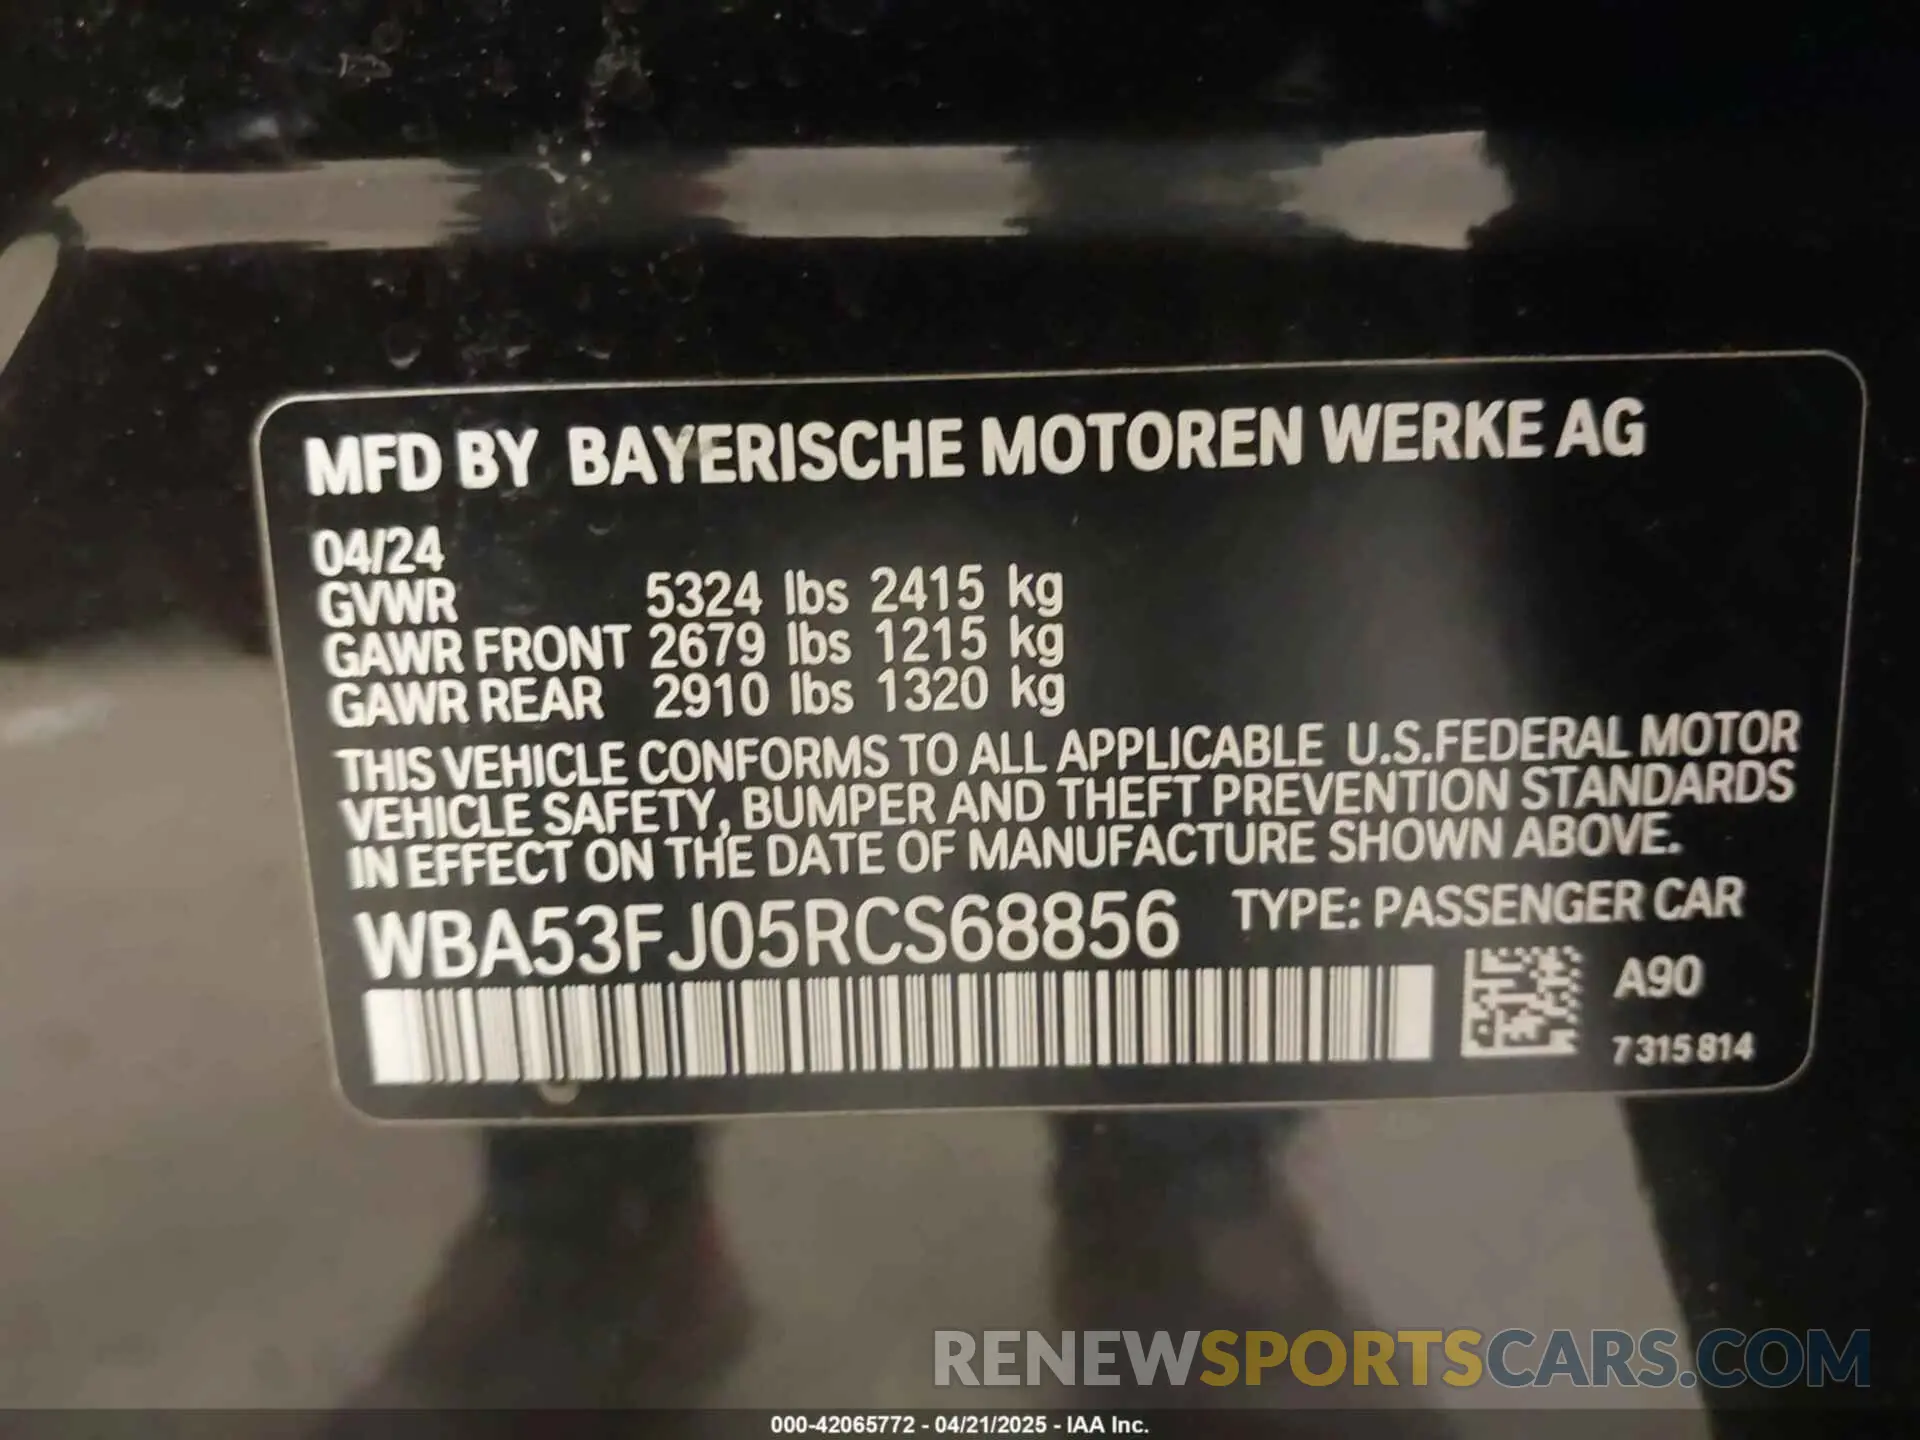 MFD BY BAYERISCHE MOTOREN WERKE AG
04/24
GVWR 5324 lbs 2415 kg
GAWR FRONT 2679 lbs 1215 kg
GAWR REAR 2910 lbs 1320 kg
THIS VEHICLE CONFORMS TO ALL APPLICABLE U.S.FEDERAL MOTOR
VEHICLE SAFETY, BUMPER AND THEFT PREVENTION STANDARDS
IN EFFECT ON THE DATE OF MANUFACTURE SHOWN ABOVE.
WBA53FJ05RCS68856 TYPE: PASSENGER CAR
A90
7315814
RENEWSPORTSCARS.COM
000-42065772 - 04/21/2025 - IAA Inc.